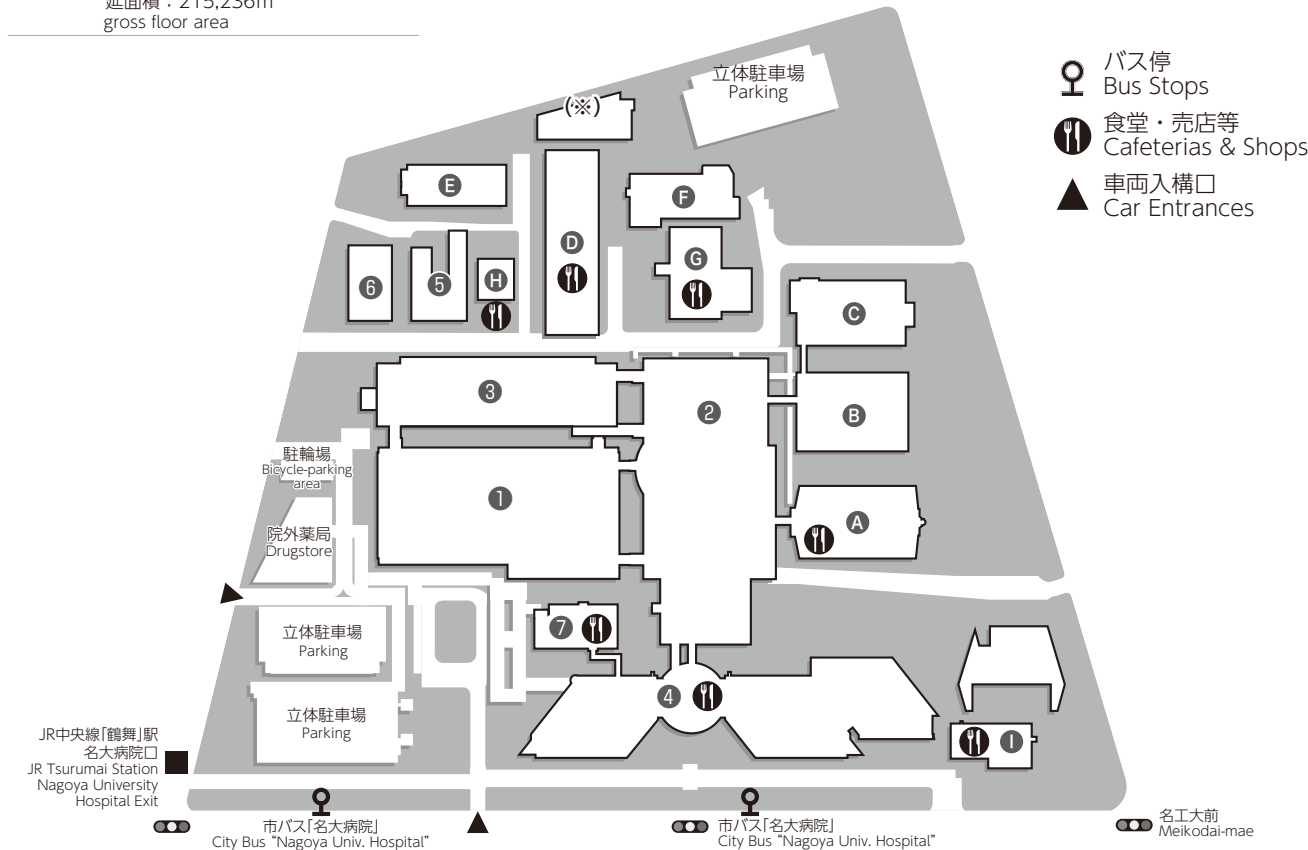 延面積：215,236m
gross floor area
バス停
Bus Stops
食堂・売店等
Cafeterias & Shops
車両入構口
Car Entrances
立体駐車場
Parking
(※)
E
F
D
G
6
5
H
C
3
2
B
駐輪場
Bicycle-parking
area
1
A
院外薬局
Drugstore
7
立体駐車場
Parking
4
立体駐車場
Parking
I
JR中央線「鶴舞」駅
名大病院口
JR Tsurumai Station
Nagoya University
Hospital Exit
市バス「名大病院」
City Bus “Nagoya Univ. Hospital”
市バス「名大病院」
City Bus “Nagoya Univ. Hospital”
名工大前
Meikodai-mae